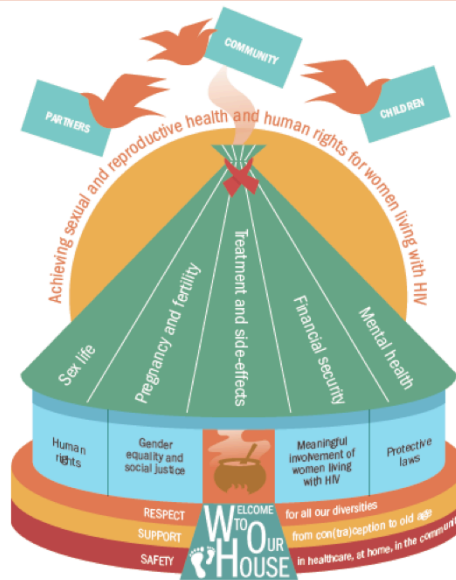 COMMUNITY
PARTNERS
CHILDREN
Achieving sexual and reproductive health and human rights for women living with HIV
Sex life
Pregnancy and fertility
Treatment and side-effects
Financial security
Mental health
Human
rights
Gender
equality and
social justice
Meaningful
involvement of
women living
with HIV
Protective
laws
RESPECT for all our diversities
SUPPORT from con(tra)ception to old age
SAFETY in healthcare, at home, in the community
WELCOME
TO OUR
HOUSE